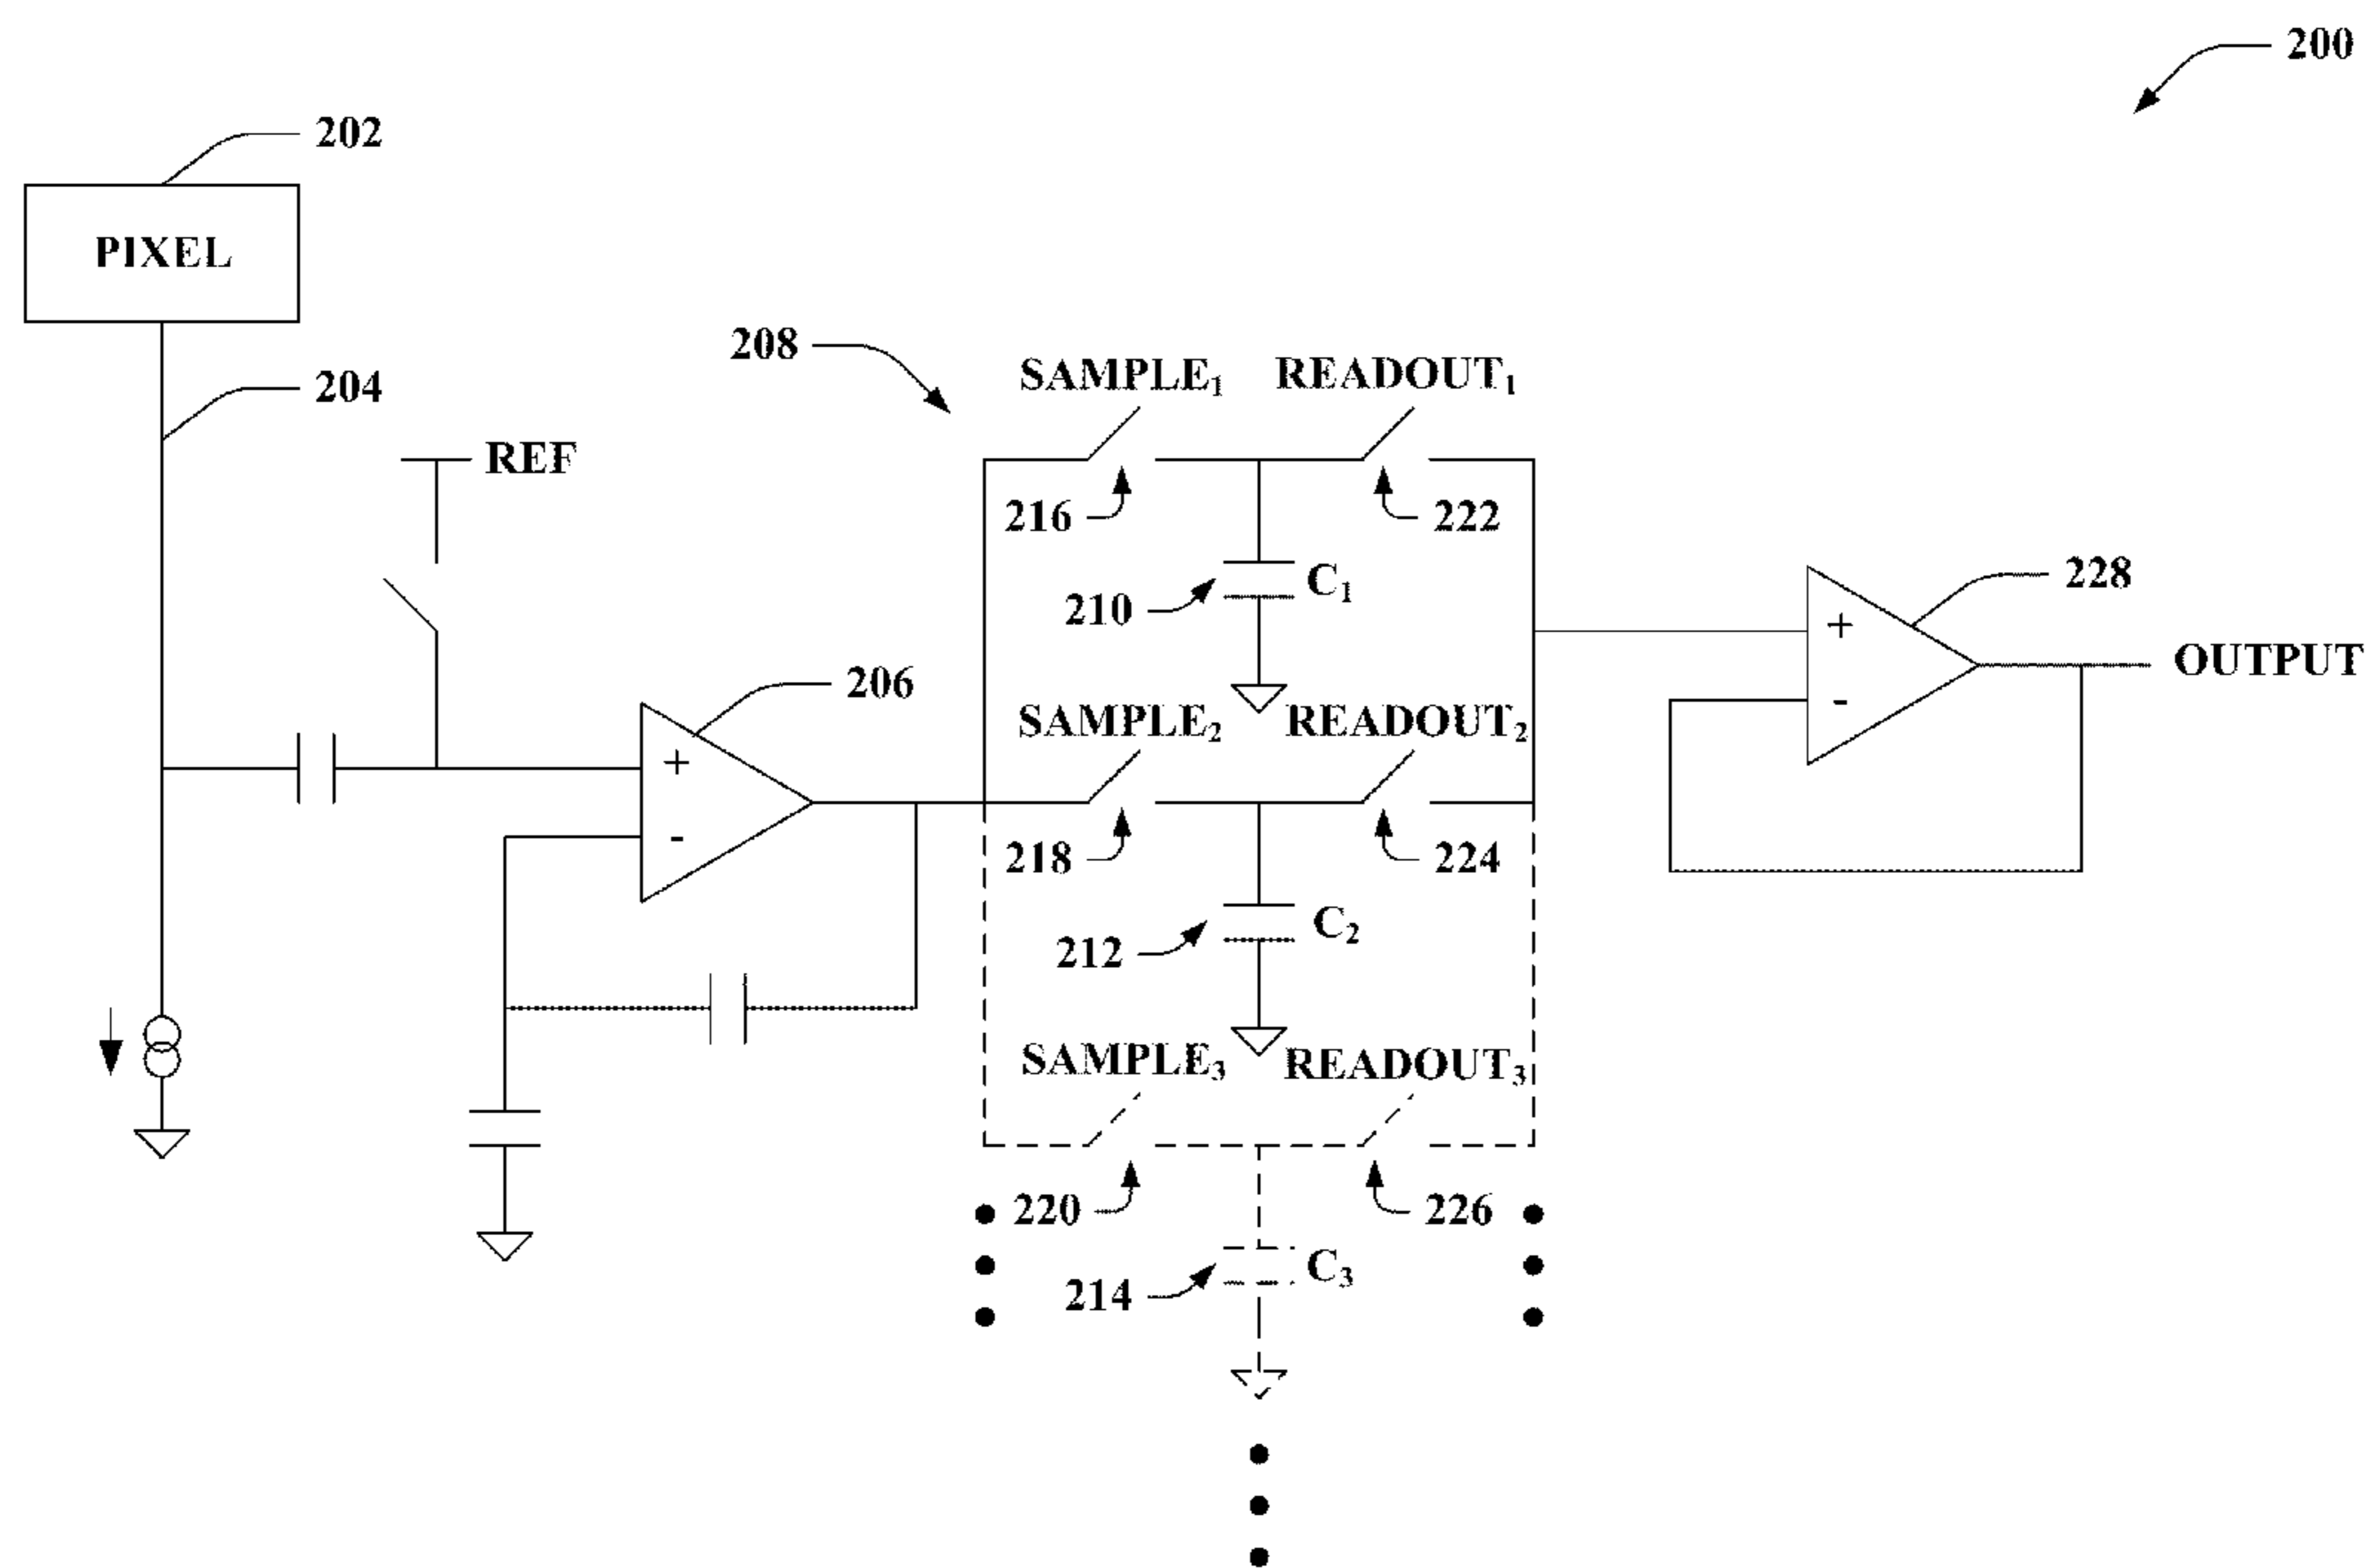 200
202
PIXEL
204
REF
208
SAMPLE₁
READOUT₁
216
222
210
C₁
206
+
-
SAMPLE₂
READOUT₂
218
224
212
C₂
228
+
-
OUTPUT
SAMPLE₃
READOUT₃
220
226
214
C₃